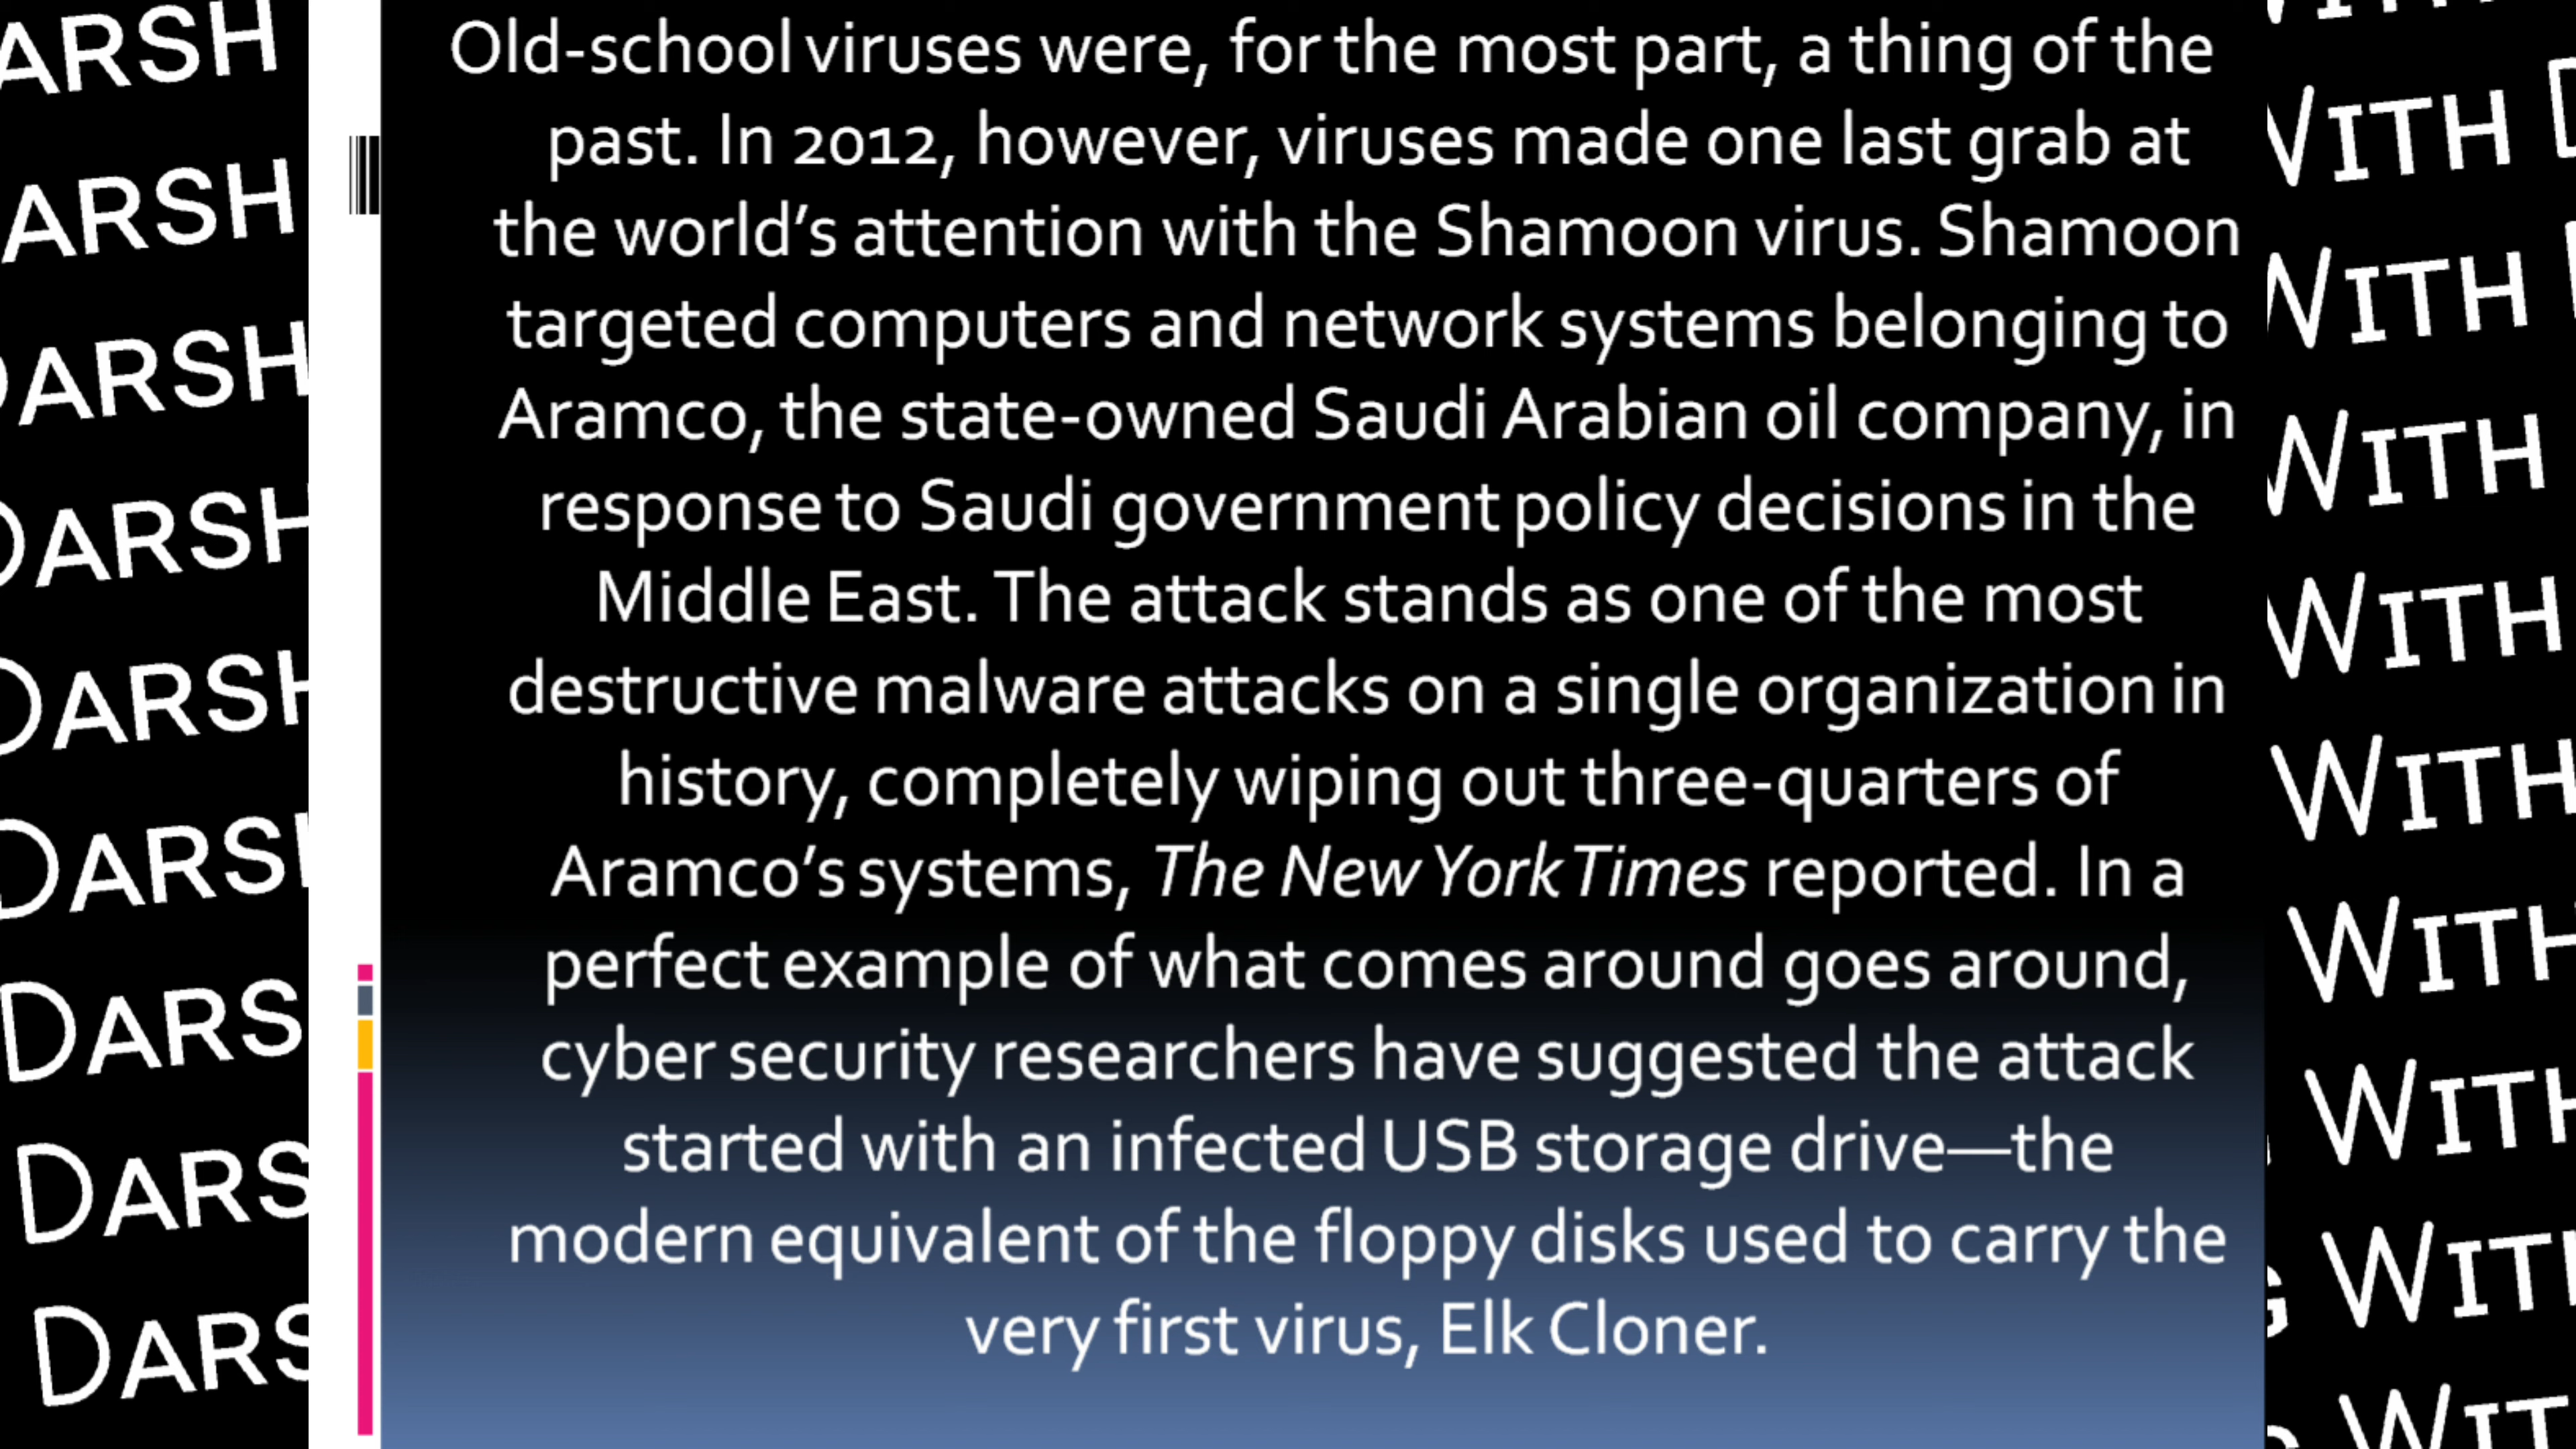 Old-school viruses were, for the most part, a thing of the
past. In 2012, however, viruses made one last grab at
the world’s attention with the Shamoon virus. Shamoon
targeted computers and network systems belonging to
Aramco, the state-owned Saudi Arabian oil company, in
response to Saudi government policy decisions in the
Middle East. The attack stands as one of the most
destructive malware attacks on a single organization in
history, completely wiping out three-quarters of
Aramco’s systems, The New York Times reported. In a
perfect example of what comes around goes around,
cyber security researchers have suggested the attack
started with an infected USB storage drive—the
modern equivalent of the floppy disks used to carry the
very first virus, Elk Cloner.
ARSH
ARSH
DARSH
DARSH
DARSH
DARSH
DARS
DARS
DARS
WITH
WITH
WITH
WITH
WITH
WITH
WITH
WITH
WIT